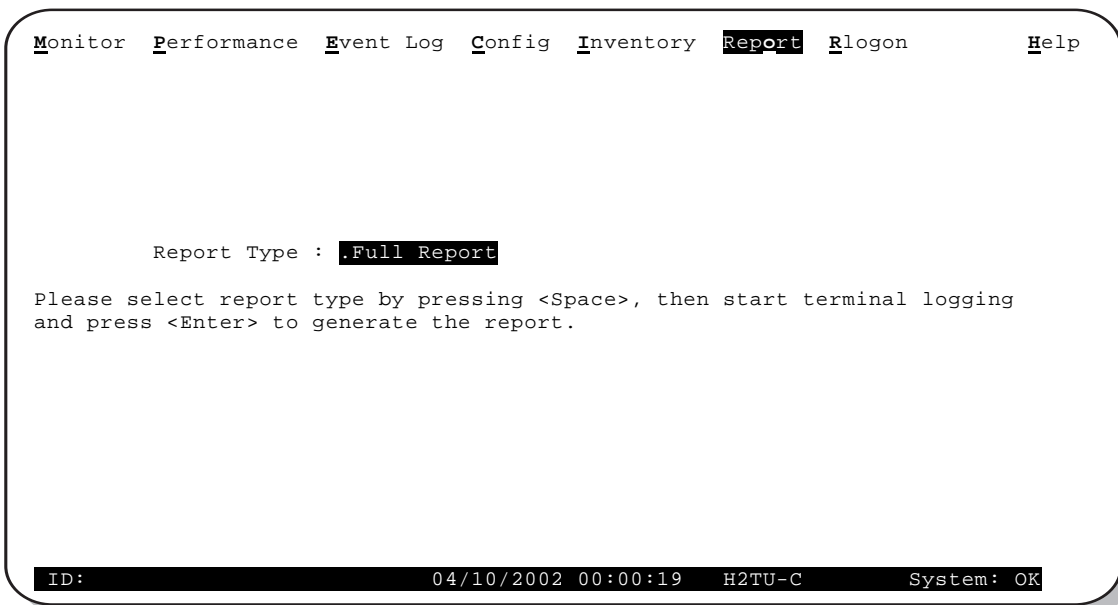 Monitor Performance Event Log Config Inventory Report Rlogon Help
Report Type : .Full Report
Please select report type by pressing <Space>, then start terminal logging
and press <Enter> to generate the report.
ID: 04/10/2002 00:00:19 H2TU-C System: OK